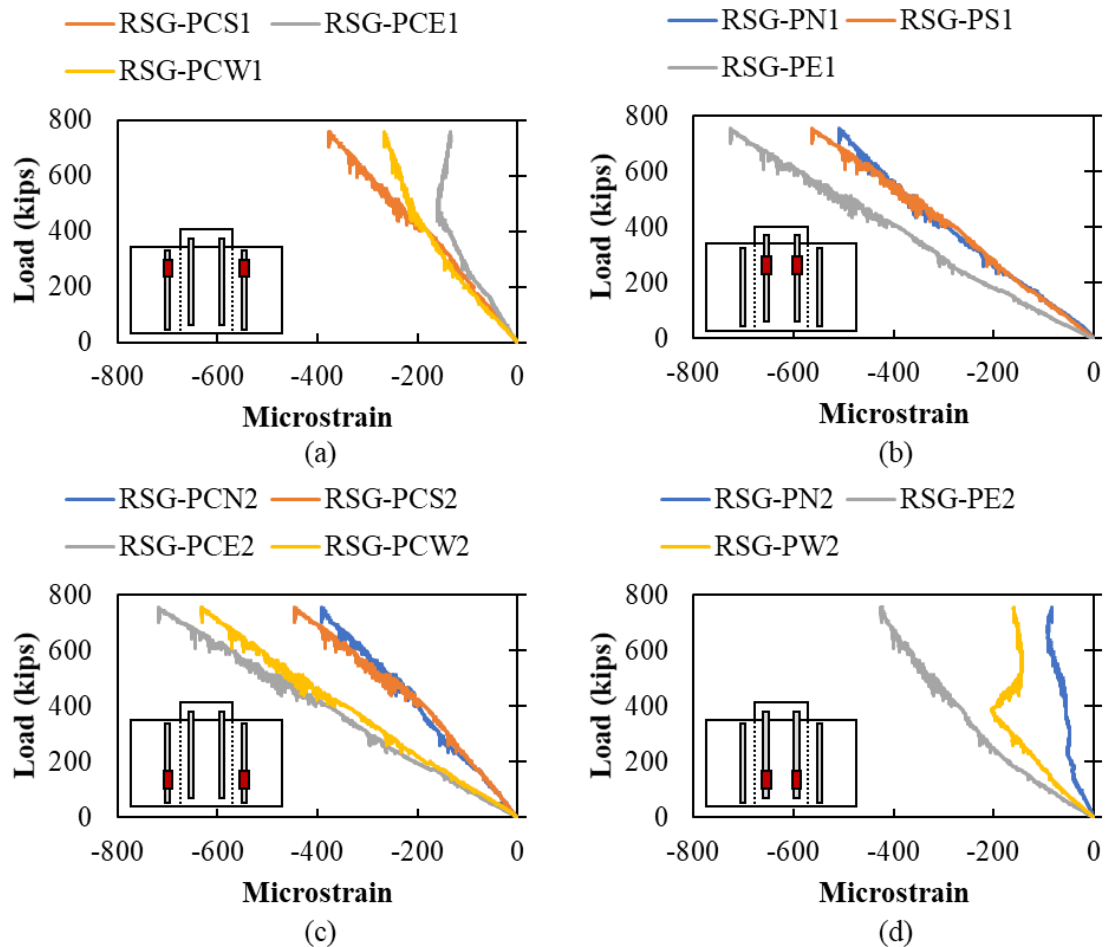 RSG-PCS1 RSG-PCE1
RSG-PCW1
800
600
400
200
0
Load (kips)
-800 -600 -400 -200 0
Microstrain
(a)
RSG-PN1 RSG-PS1
RSG-PE1
800
600
400
200
0
Load (kips)
-800 -600 -400 -200 0
Microstrain
(b)
RSG-PCN2 RSG-PCS2
RSG-PCE2 RSG-PCW2
800
600
400
200
0
Load (kips)
-800 -600 -400 -200 0
Microstrain
(c)
RSG-PN2 RSG-PE2
RSG-PW2
800
600
400
200
0
Load (kips)
-800 -600 -400 -200 0
Microstrain
(d)